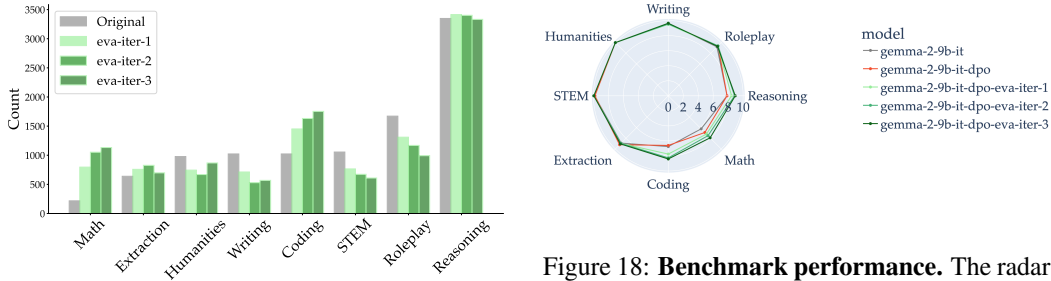 3500
3000
2500
2000
1500
1000
500
0
Count
Original
eva-iter-1
eva-iter-2
eva-iter-3
Math
Extraction
Humanities
Writing
Coding
STEM
Roleplay
Reasoning
Writing
Humanities
Roleplay
STEM
0 2 4 6 8 10
Reasoning
Extraction
Math
Coding
model
gemma-2-9b-it
gemma-2-9b-it-dpo
gemma-2-9b-it-dpo-eva-iter-1
gemma-2-9b-it-dpo-eva-iter-2
gemma-2-9b-it-dpo-eva-iter-3
Figure 18: Benchmark performance. The radar